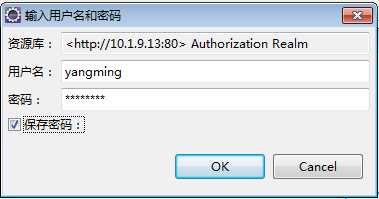 输入用户名和密码
资源库： <http://10.1.9.13:80> Authorization Realm
用户名： yangming
密码： ********
保存密码：
OK Cancel